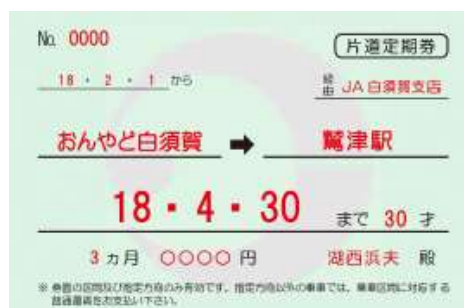 No. 0000
片道定期券
18・2・1から
経由 JA白須賀支店
おんやど白須賀 ➡ 鷲津駅
18・4・30 まで 30 才
3 ヵ月 〇〇〇〇 円 湖西浜夫 殿
※ 券面の区間及び指定方向のみ有効です。指定方向以外の乗車では、乗車区間に対応する
普通運賃をお支払い下さい。